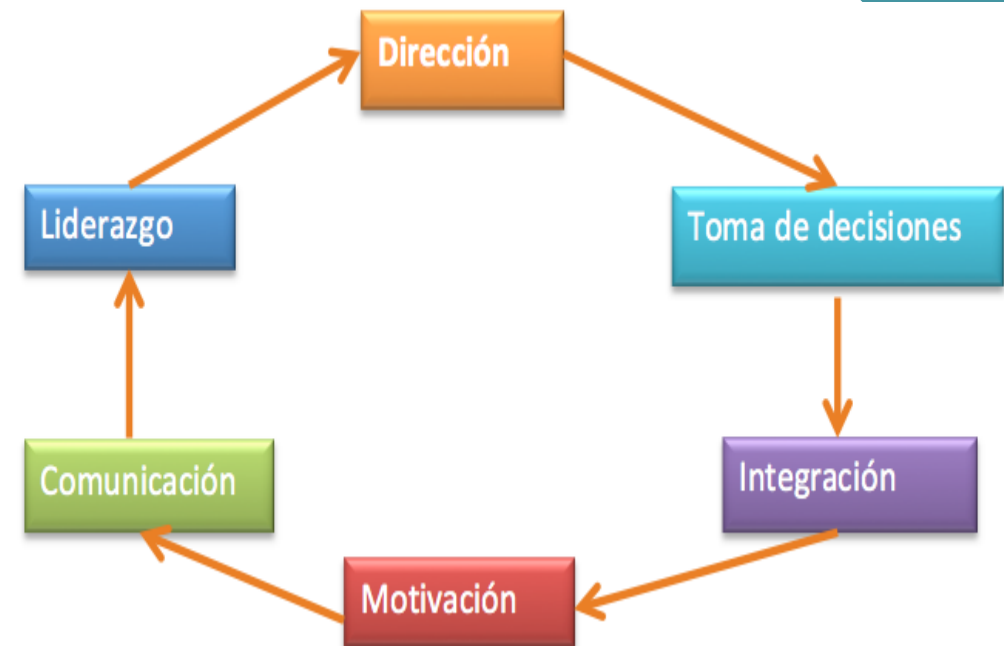 Dirección
Toma de decisiones
Integración
Motivación
Comunicación
Liderazgo